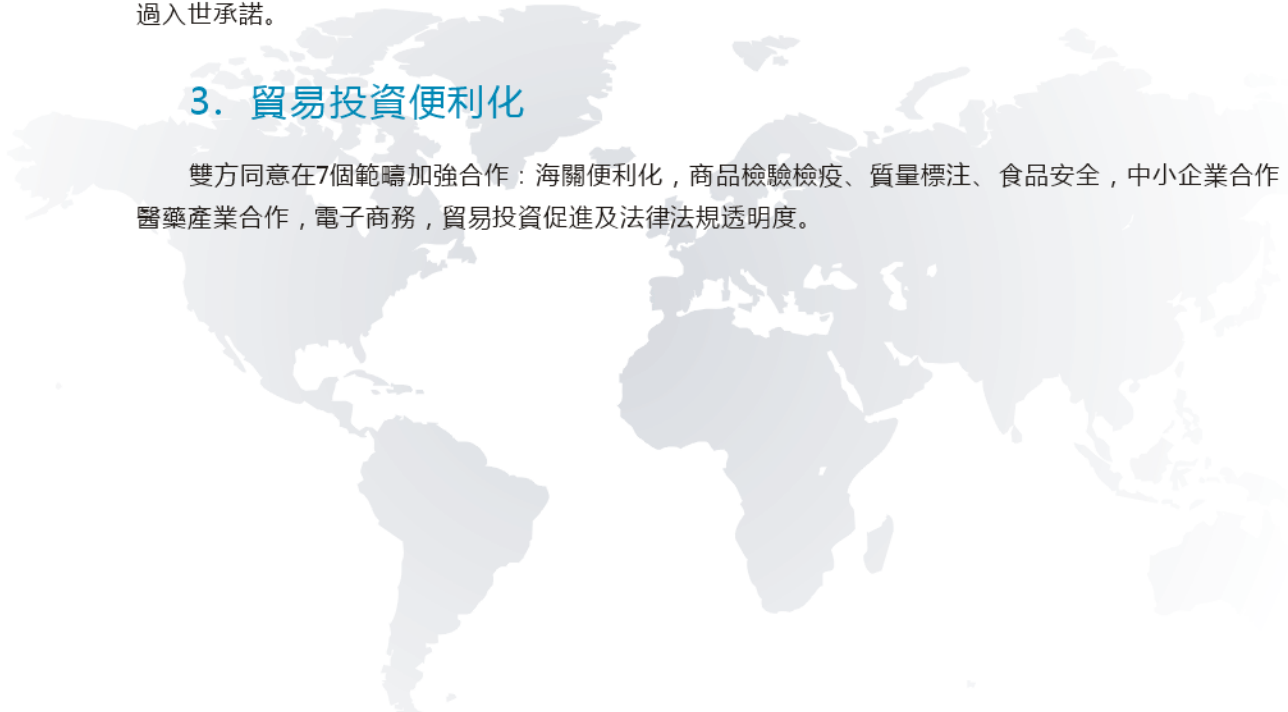 過入世承諾。
3. 貿易投資便利化
雙方同意在7個範疇加強合作：海關便利化，商品檢驗檢疫、質量標注、食品安全，中小企業合作
醫藥產業合作，電子商務，貿易投資促進及法律法規透明度。